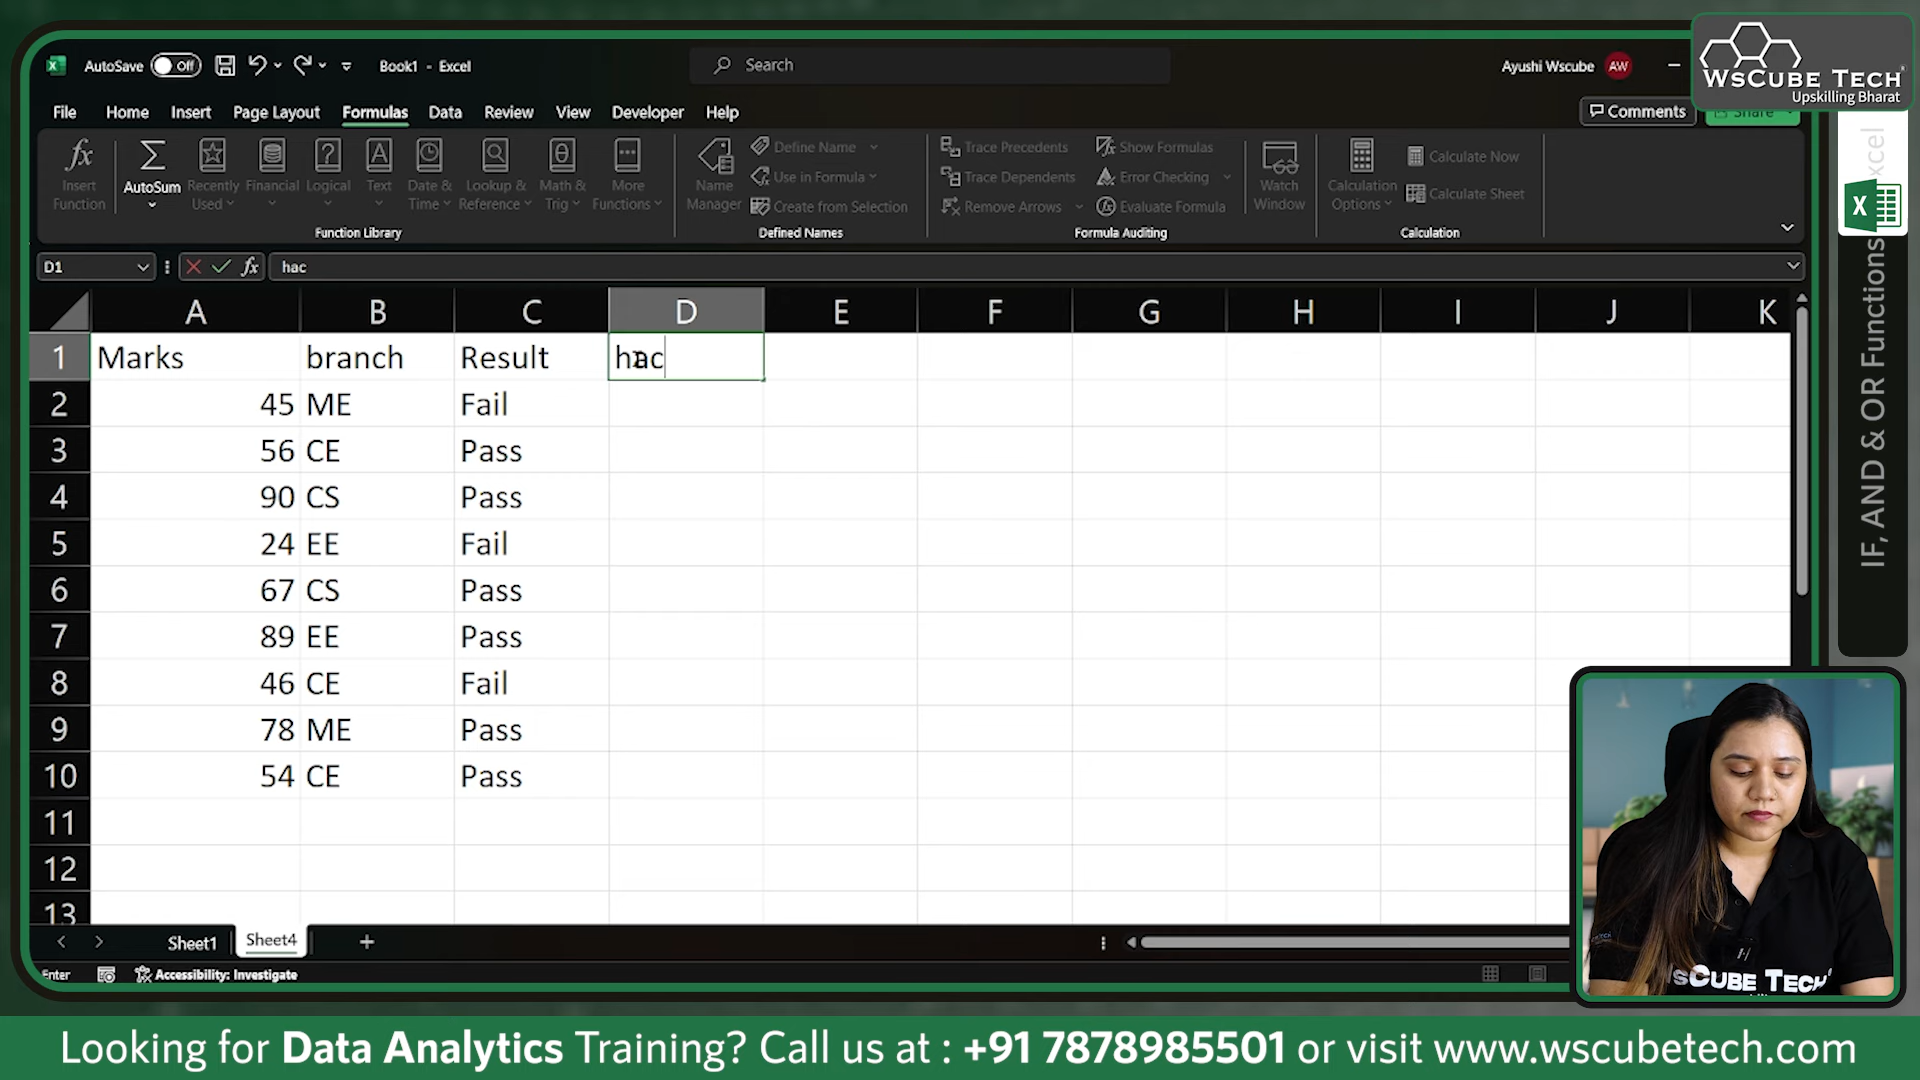 AutoSave Off Book1 - Excel Search Ayushi Wscube AW
WsCube Tech
Upskilling Bharat
File Home Insert Page Layout Formulas Data Review View Developer Help Comments Share
Insert Function
AutoSum
Recently Used
Financial
Logical
Text
Date & Time
Lookup & Reference
Math & Trig
More Functions
Function Library
Name Manager
Define Name
Use in Formula
Create from Selection
Defined Names
Trace Precedents
Trace Dependents
Remove Arrows
Show Formulas
Error Checking
Evaluate Formula
Formula Auditing
Watch Window
Calculation Options
Calculate Now
Calculate Sheet
Calculation
D1 fx hac
A B C D E F G H I J K
1 Marks branch Result hac
2 45 ME Fail
3 56 CE Pass
4 90 CS Pass
5 24 EE Fail
6 67 CS Pass
7 89 EE Pass
8 46 CE Fail
9 78 ME Pass
10 54 CE Pass
11
12
13
Sheet1 Sheet4
Enter Accessibility: Investigate
IF, AND & OR Functions
WsCube Tech
Looking for Data Analytics Training? Call us at : +91 7878985501 or visit www.wscubetech.com